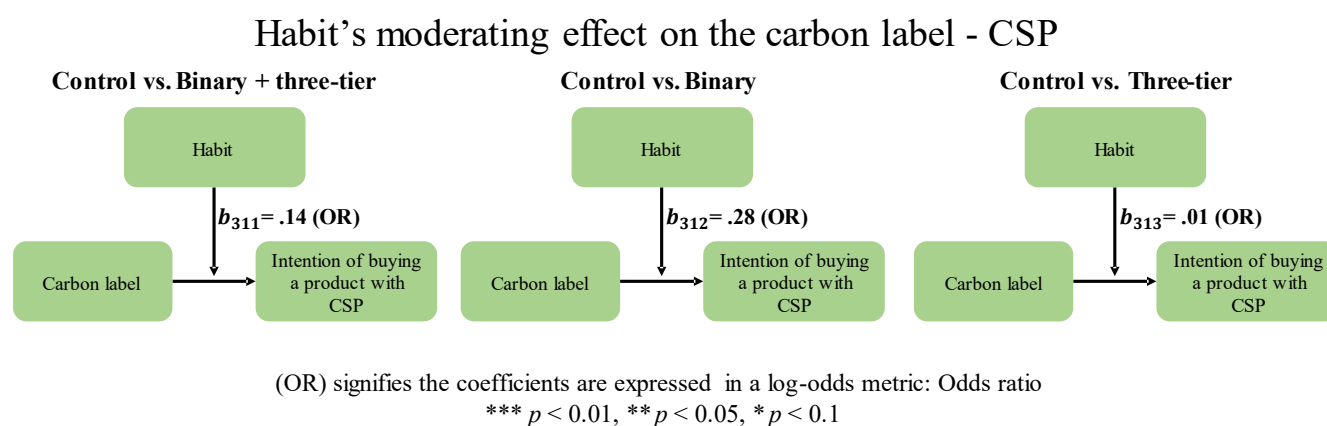 Habit's moderating effect on the carbon label - CSP
Control vs. Binary + three-tier
Habit
b311= .14 (OR)
Carbon label
Intention of buying
a product with
CSP
Control vs. Binary
Habit
b312= .28 (OR)
Carbon label
Intention of buying
a product with
CSP
Control vs. Three-tier
Habit
b313= .01 (OR)
Carbon label
Intention of buying
a product with
CSP
(OR) signifies the coefficients are expressed in a log-odds metric: Odds ratio
*** p < 0.01, ** p < 0.05, * p < 0.1